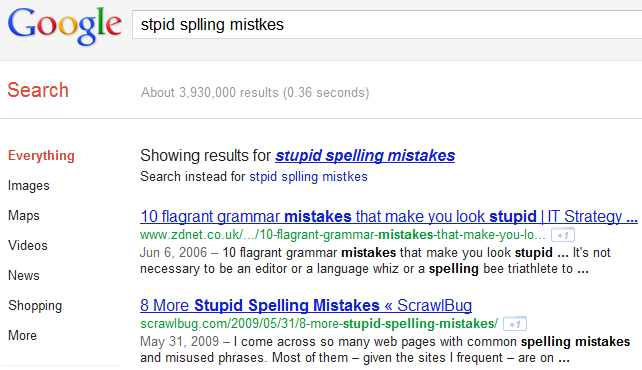 Google
stpid splling mistkes
Search
About 3,930,000 results (0.36 seconds)
Everything
Images
Maps
Videos
News
Shopping
More
Showing results for stupid spelling mistakes
Search instead for stpid splling mistkes
10 flagrant grammar mistakes that make you look stupid | IT Strategy ...
www.zdnet.co.uk/.../10-flagrant-grammar-mistakes-that-make-you-lo... +1
Jun 6, 2006 – 10 flagrant grammar mistakes that make you look stupid ... It's not
necessary to be an editor or a language whiz or a spelling bee triathlete to ...
8 More Stupid Spelling Mistakes « ScrawlBug
scrawlbug.com/2009/05/31/8-more-stupid-spelling-mistakes/ +1
May 31, 2009 – I come across so many web pages with common spelling mistakes
and misused phrases. Most of them – given the sites I frequent – are on ...